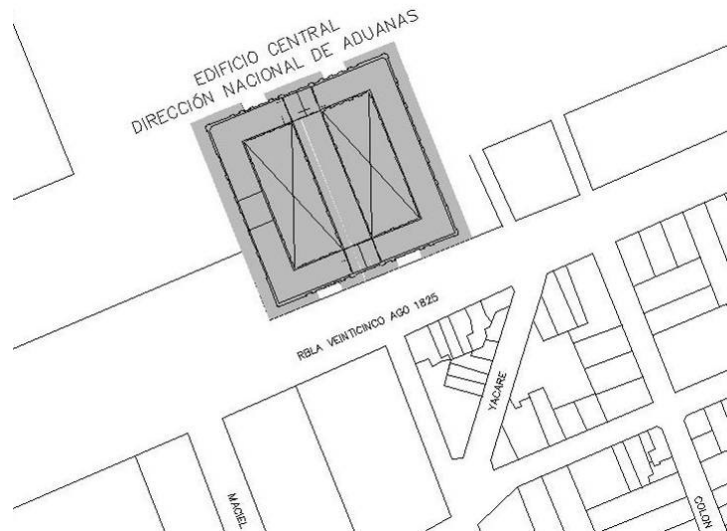 EDIFICIO CENTRAL
DIRECCIÓN NACIONAL DE ADUANAS
RBLA VEINTICINCO AGO 1825
YACARE
MACIEL
COLON